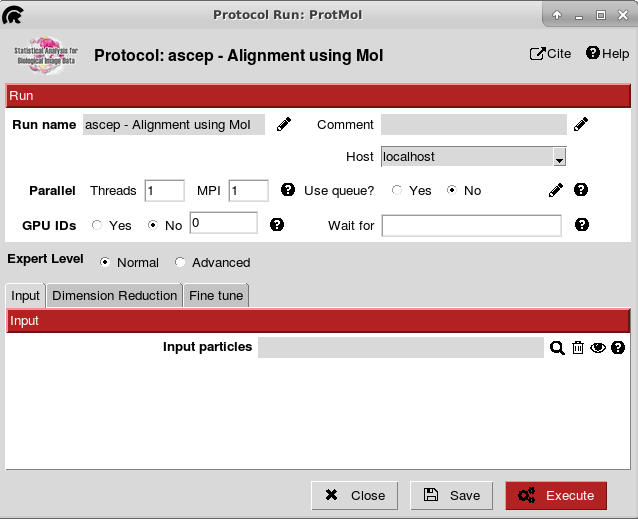 Protocol Run: ProtMol
Statistical Analysis for
Biological Image Data
Protocol: ascep - Alignment using MoI
Cite
Help
Run
Run name ascep - Alignment using MoI
Comment
Host localhost
Parallel Threads 1 MPI 1
Use queue? Yes No
GPU IDs Yes No 0
Wait for
Expert Level Normal Advanced
Input Dimension Reduction Fine tune
Input
Input particles
Close Save Execute